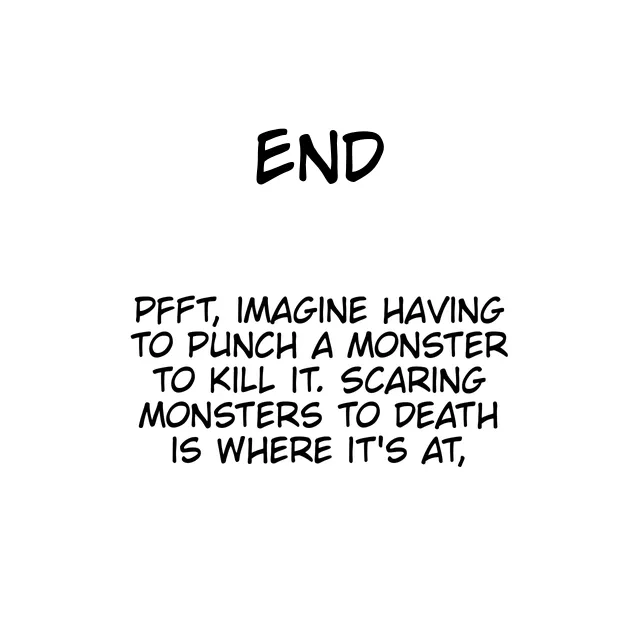 END
PFFT, IMAGINE HAVING
TO PUNCH A MONSTER
TO KILL IT. SCARING
MONSTERS TO DEATH
IS WHERE IT'S AT,